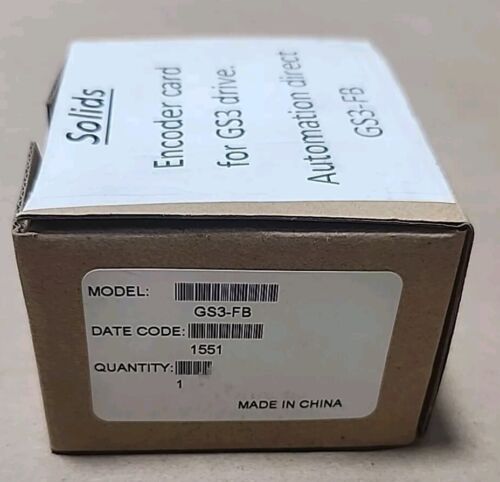 Solids
Encoder card
for GS3 drive.
Automation direct
GS3-FB
MODEL:
GS3-FB
DATE CODE:
1551
QUANTITY:
1
MADE IN CHINA